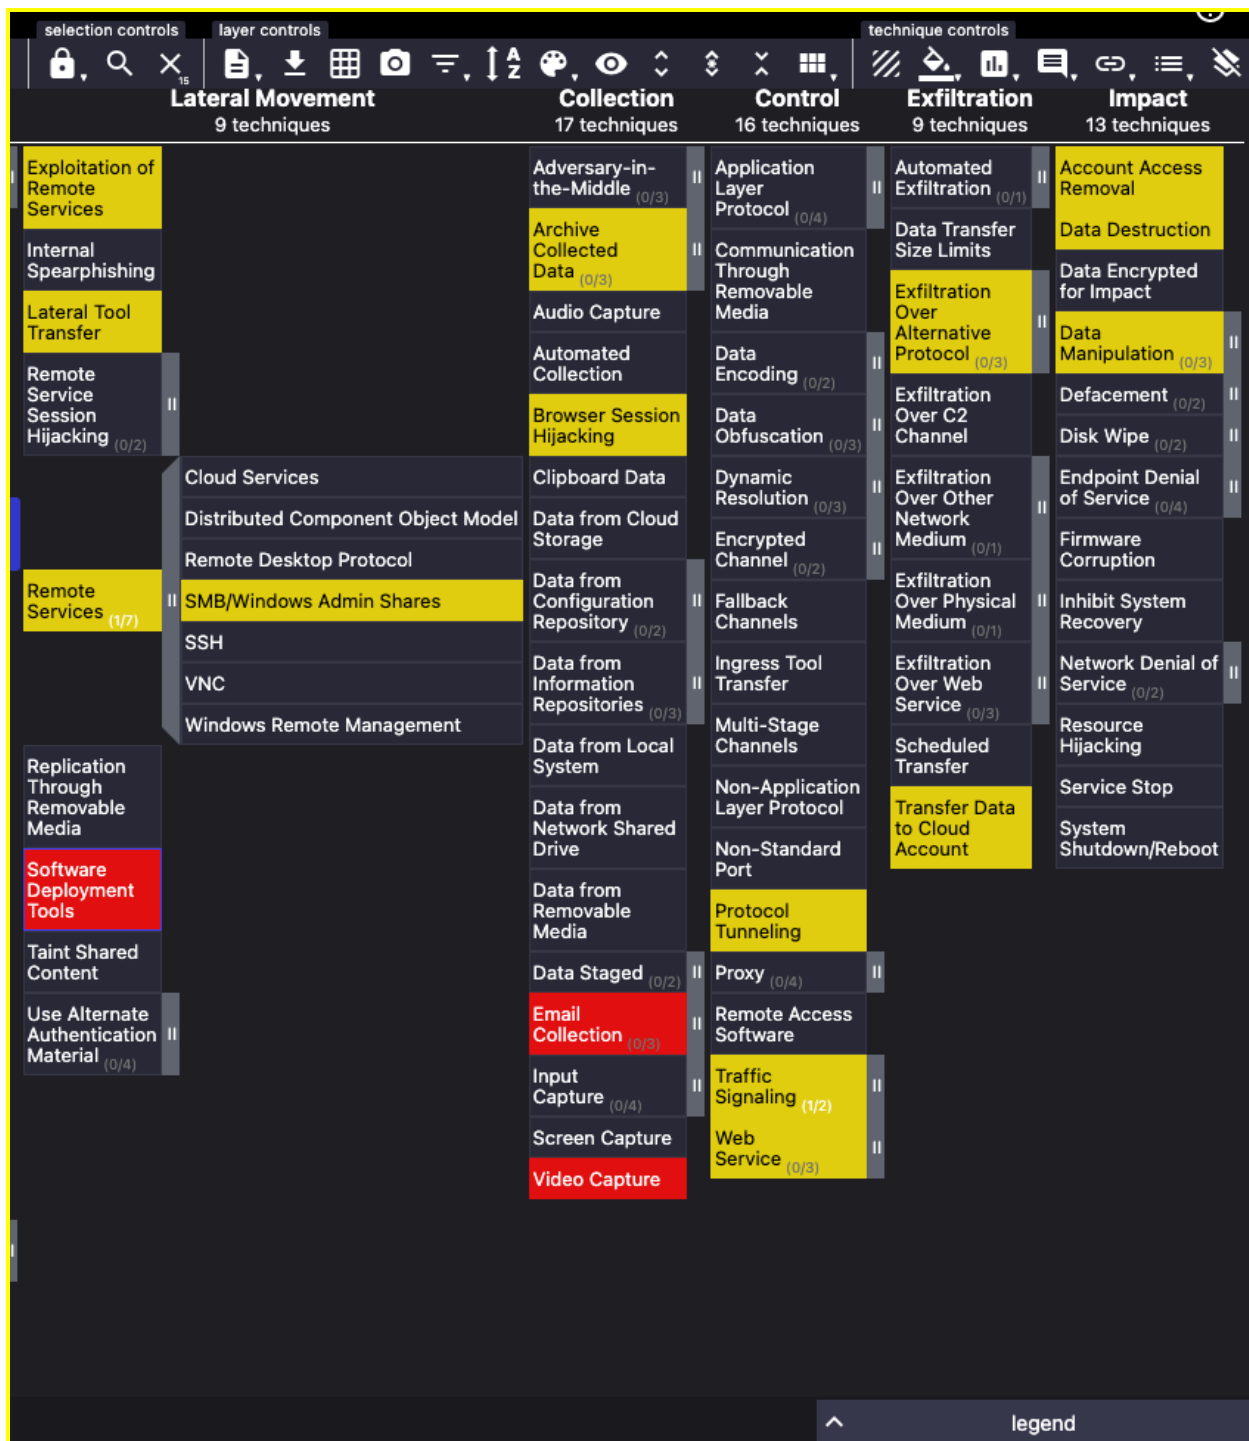 selection controls
layer controls
technique controls
15
Lateral Movement
9 techniques
Exploitation of
Remote
Services
Internal
Spearphishing
Lateral Tool
Transfer
Remote
Service
Session
Hijacking (0/2)
Remote
Services (1/7)
Cloud Services
Distributed Component Object Model
Remote Desktop Protocol
SMB/Windows Admin Shares
SSH
VNC
Windows Remote Management
Replication
Through
Removable
Media
Software
Deployment
Tools
Taint Shared
Content
Use Alternate
Authentication
Material (0/4)
Collection
17 techniques
Adversary-in-
the-Middle (0/3)
Archive
Collected
Data (0/3)
Audio Capture
Automated
Collection
Browser Session
Hijacking
Clipboard Data
Data from Cloud
Storage
Data from
Configuration
Repository (0/2)
Data from
Information
Repositories (0/3)
Data from Local
System
Data from
Network Shared
Drive
Data from
Removable
Media
Data Staged (0/2)
Email
Collection (0/3)
Input
Capture (0/4)
Screen Capture
Video Capture
Control
16 techniques
Application
Layer
Protocol (0/4)
Communication
Through
Removable
Media
Data
Encoding (0/2)
Data
Obfuscation (0/3)
Dynamic
Resolution (0/3)
Encrypted
Channel (0/2)
Fallback
Channels
Ingress Tool
Transfer
Multi-Stage
Channels
Non-Application
Layer Protocol
Non-Standard
Port
Protocol
Tunneling
Proxy (0/4)
Remote Access
Software
Traffic
Signaling (1/2)
Web
Service (0/3)
Exfiltration
9 techniques
Automated
Exfiltration (0/1)
Data Transfer
Size Limits
Exfiltration
Over
Alternative
Protocol (0/3)
Exfiltration
Over C2
Channel
Exfiltration
Over Other
Network
Medium (0/1)
Exfiltration
Over Physical
Medium (0/1)
Exfiltration
Over Web
Service (0/3)
Scheduled
Transfer
Transfer Data
to Cloud
Account
Impact
13 techniques
Account Access
Removal
Data Destruction
Data Encrypted
for Impact
Data
Manipulation (0/3)
Defacement (0/2)
Disk Wipe (0/2)
Endpoint Denial
of Service (0/4)
Firmware
Corruption
Inhibit System
Recovery
Network Denial of
Service (0/2)
Resource
Hijacking
Service Stop
System
Shutdown/Reboot
legend